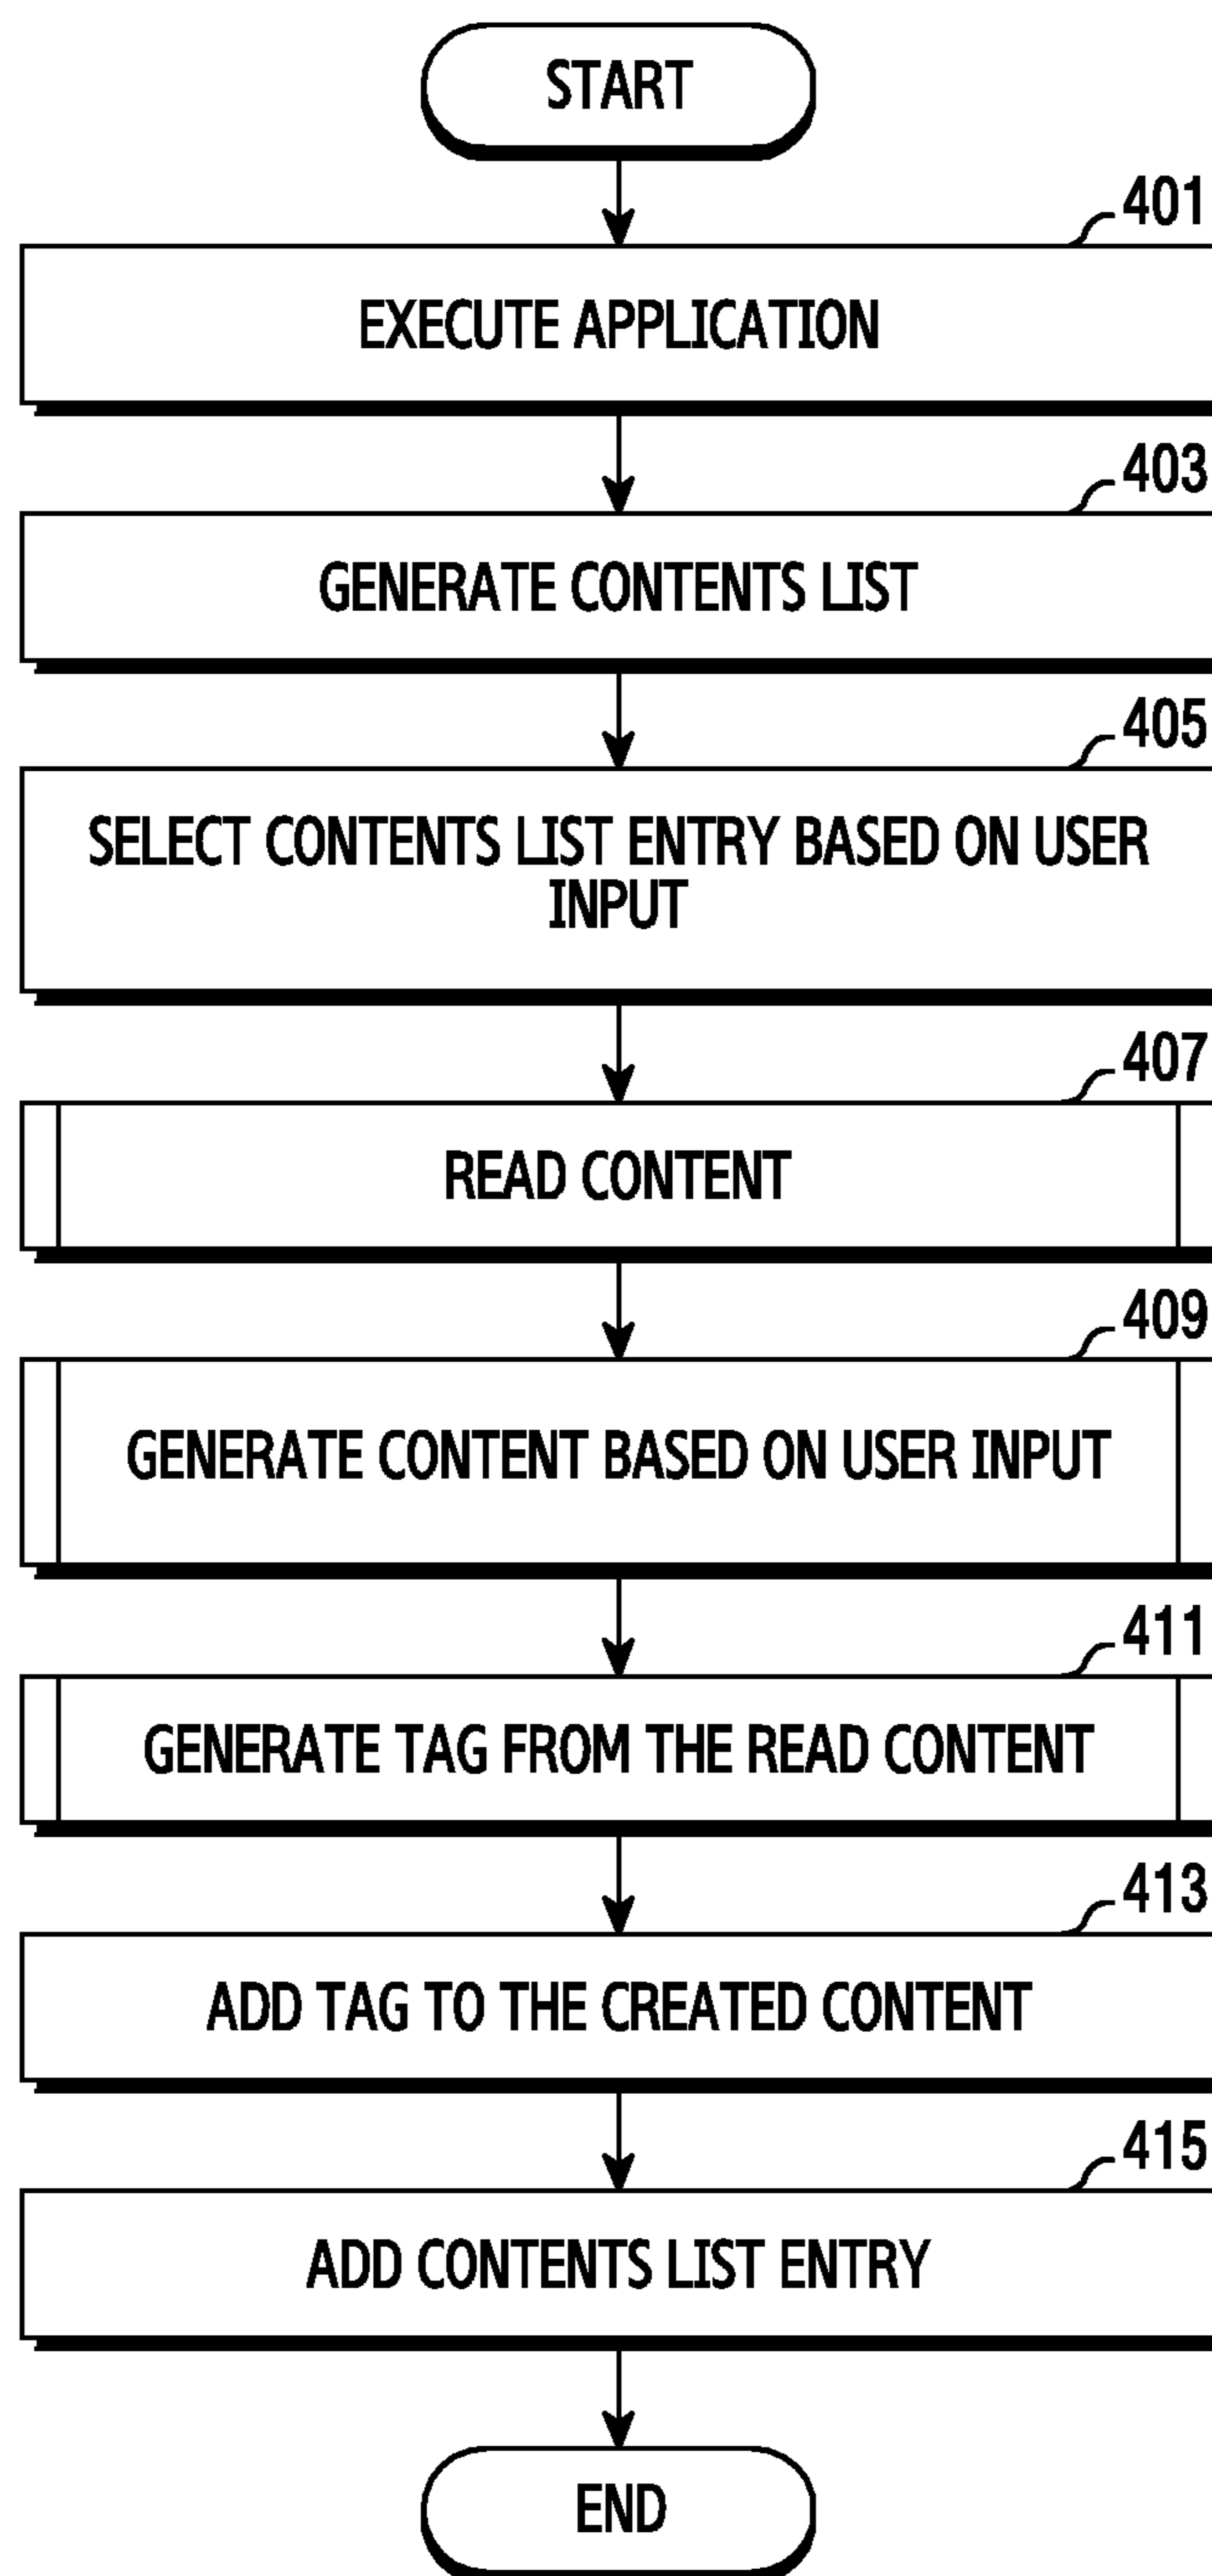 START
401
EXECUTE APPLICATION
403
GENERATE CONTENTS LIST
405
SELECT CONTENTS LIST ENTRY BASED ON USER
INPUT
407
READ CONTENT
409
GENERATE CONTENT BASED ON USER INPUT
411
GENERATE TAG FROM THE READ CONTENT
413
ADD TAG TO THE CREATED CONTENT
415
ADD CONTENTS LIST ENTRY
END